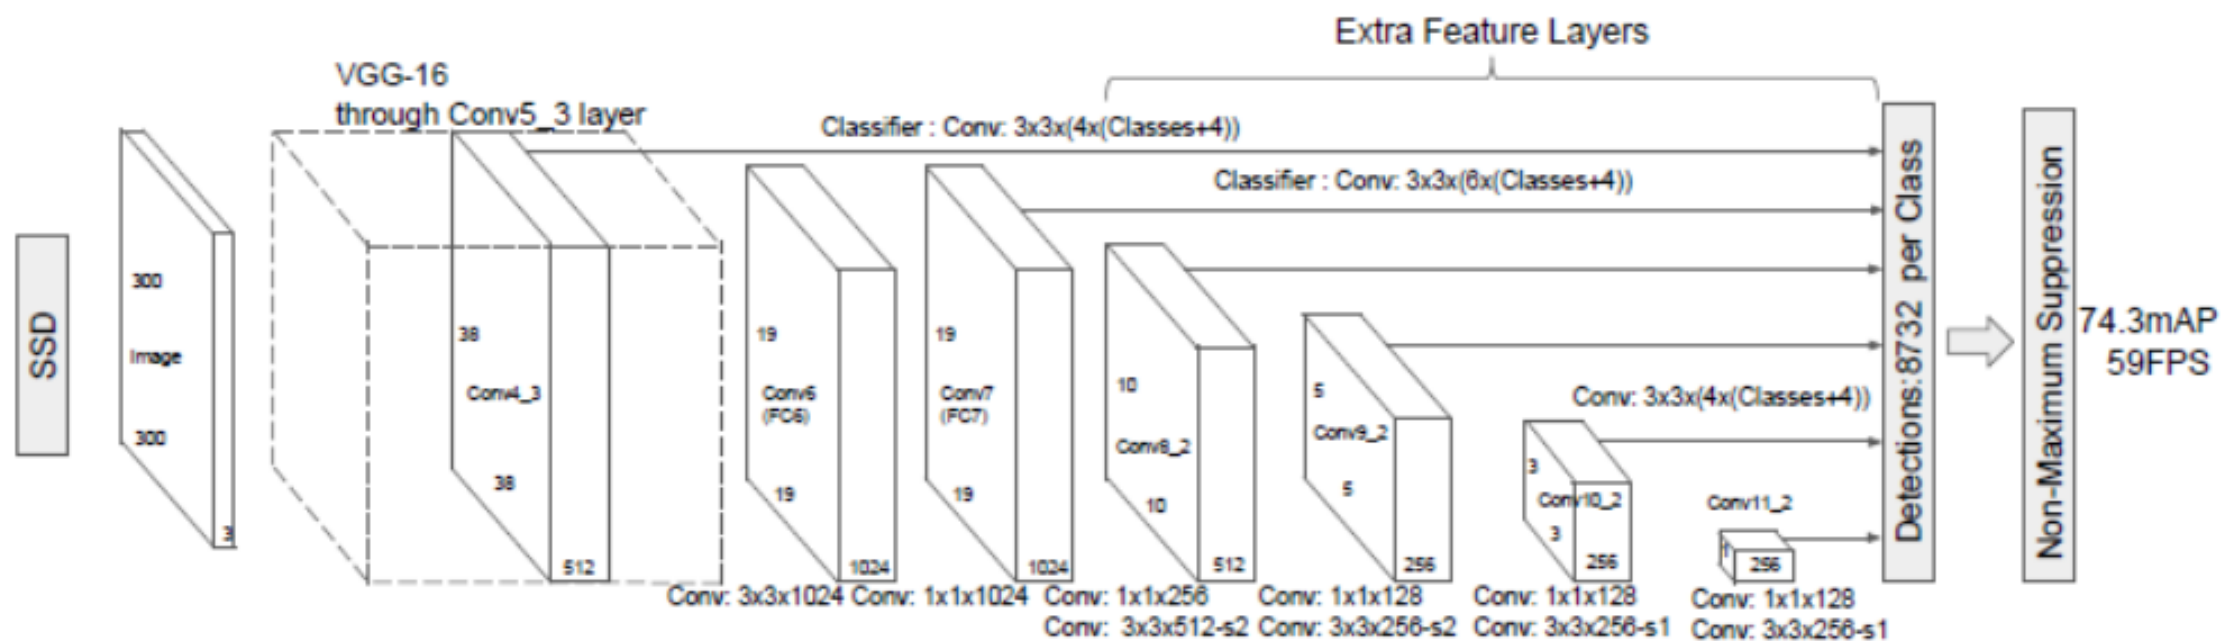 Extra Feature Layers
VGG-16
through Conv5_3 layer
Classifier : Conv: 3x3x(4x(Classes+4))
Classifier : Conv: 3x3x(6x(Classes+4))
SSD
300
Image
300
3
38
Conv4_3
38
512
19
Conv6
(FC6)
19
1024
19
Conv7
(FC7)
19
1024
10
Conv8_2
10
512
5
Conv9_2
5
256
Conv: 3x3x(4x(Classes+4))
3
Conv10_2
3
256
Conv11_2
1
256
Detections:8732 per Class
Non-Maximum Suppression
74.3mAP
59FPS
Conv: 3x3x1024
Conv: 1x1x1024
Conv: 1x1x256
Conv: 3x3x512-s2
Conv: 1x1x128
Conv: 3x3x256-s2
Conv: 1x1x128
Conv: 3x3x256-s1
Conv: 1x1x128
Conv: 3x3x256-s1